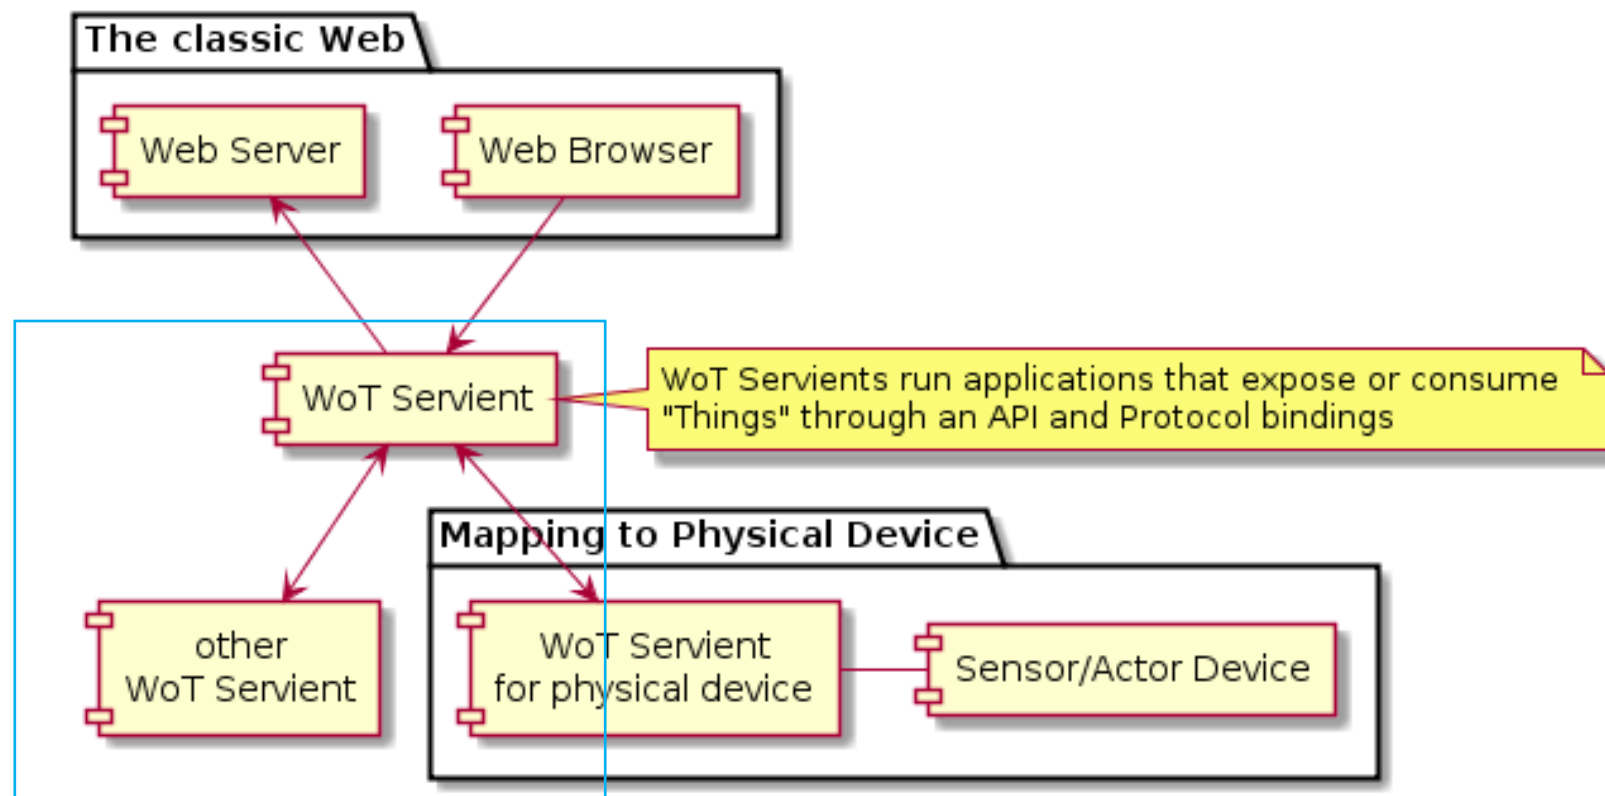 The classic Web
Web Server
Web Browser
WoT Servient
WoT Servients run applications that expose or consume
"Things" through an API and Protocol bindings
Mapping to Physical Device
other
WoT Servient
WoT Servient
for physical device
Sensor/Actor Device